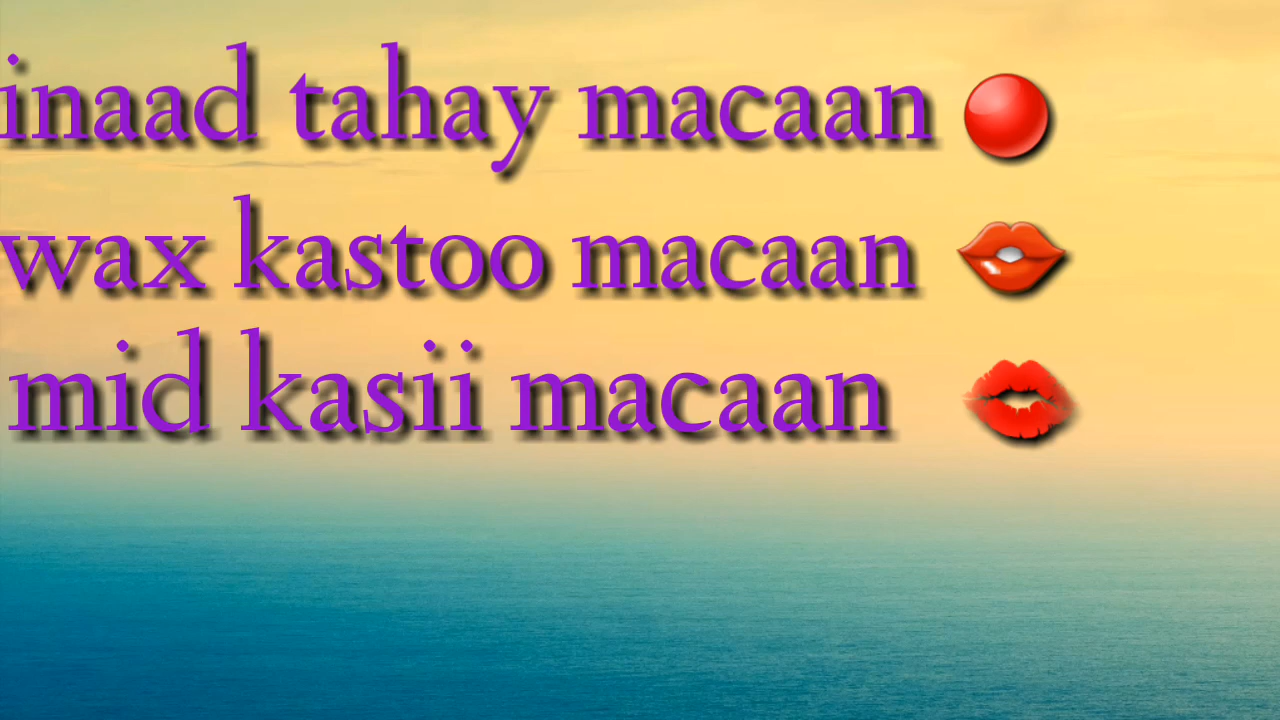 inaad tahay macaan 🔴
wax kastoo macaan 👄
mid kasii macaan 💋